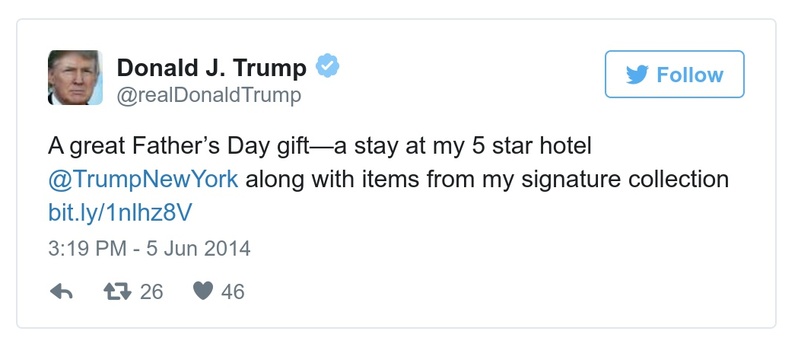 Donald J. Trump
@realDonaldTrump
Follow
A great Father’s Day gift—a stay at my 5 star hotel
@TrumpNewYork along with items from my signature collection
bit.ly/1nlhz8V
3:19 PM - 5 Jun 2014
26 46